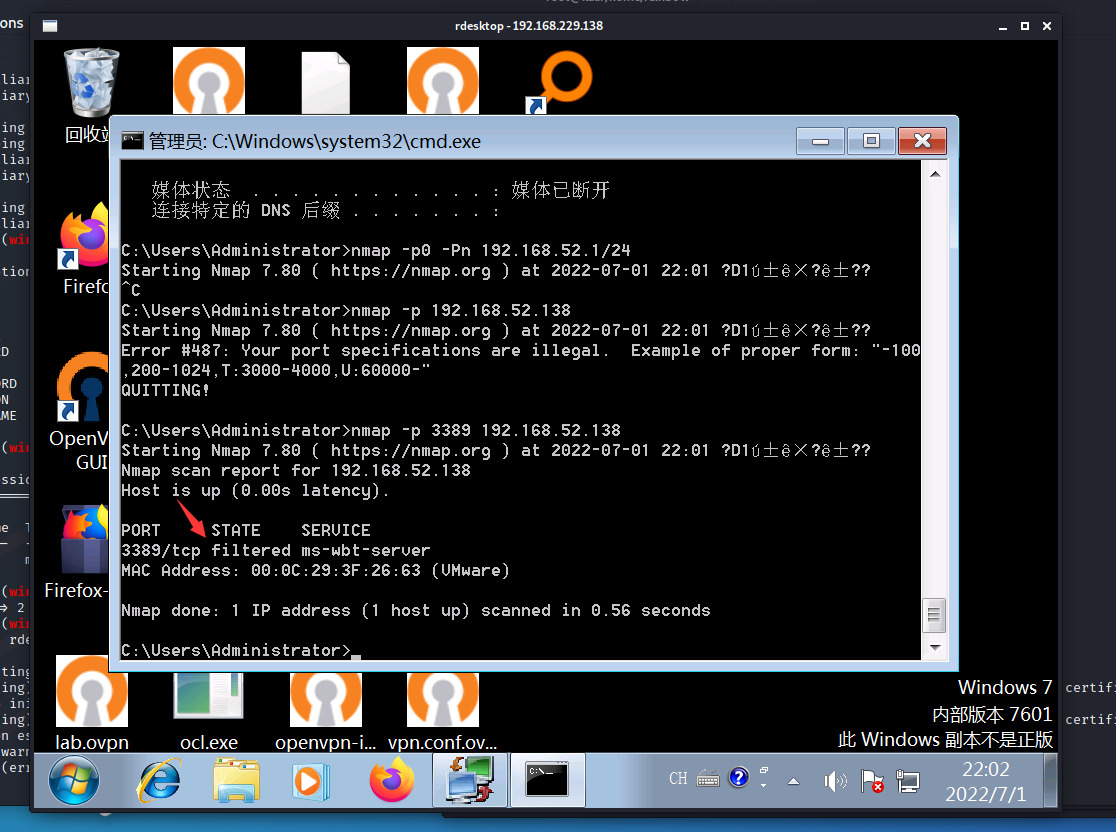 rdesktop - 192.168.229.138
回收站
管理员: C:\Windows\system32\cmd.exe
媒体状态 . . . . . . . . . . . . : 媒体已断开
连接特定的 DNS 后缀 . . . . . . . :
C:\Users\Administrator>nmap -p0 -Pn 192.168.52.1/24
Starting Nmap 7.80 ( https://nmap.org ) at 2022-07-01 22:01 ?D1ú±ê×?ê±??
^C
C:\Users\Administrator>nmap -p 192.168.52.138
Starting Nmap 7.80 ( https://nmap.org ) at 2022-07-01 22:01 ?D1ú±ê×?ê±??
Error #487: Your port specifications are illegal.  Example of proper form: "-100
,200-1024,T:3000-4000,U:60000-"
QUITTING!
C:\Users\Administrator>nmap -p 3389 192.168.52.138
Starting Nmap 7.80 ( https://nmap.org ) at 2022-07-01 22:01 ?D1ú±ê×?ê±??
Nmap scan report for 192.168.52.138
Host is up (0.00s latency).
PORT     STATE    SERVICE
3389/tcp filtered ms-wbt-server
MAC Address: 00:0C:29:3F:26:63 (VMware)
Nmap done: 1 IP address (1 host up) scanned in 0.56 seconds
C:\Users\Administrator>
Firefo
OpenV
GUI
Firefox-
lab.ovpn
ocl.exe
openvpn-i...
vpn.conf.ov...
Windows 7
内部版本 7601
此 Windows 副本不是正版
CH
22:02
2022/7/1